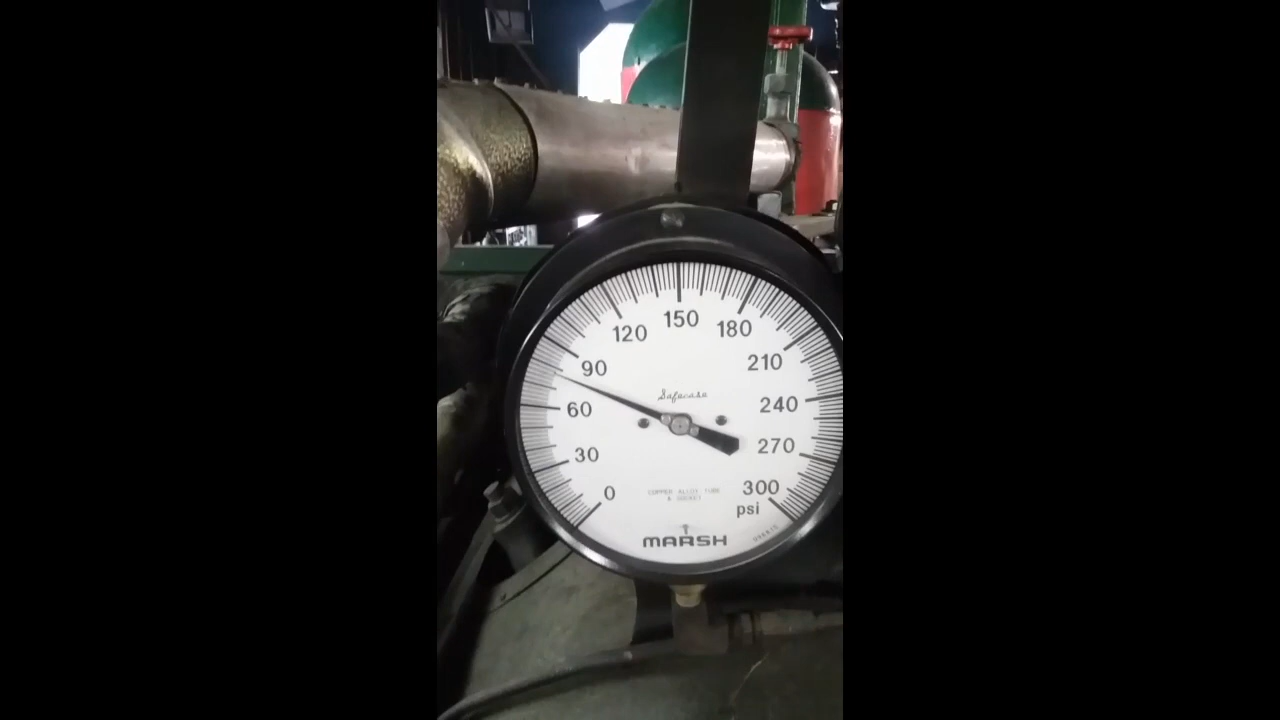 150
120
180
90
210
Safecase
60
240
30
270
0
COPPER ALLOY TUBE
& SOCKET
300
psi
MARSH